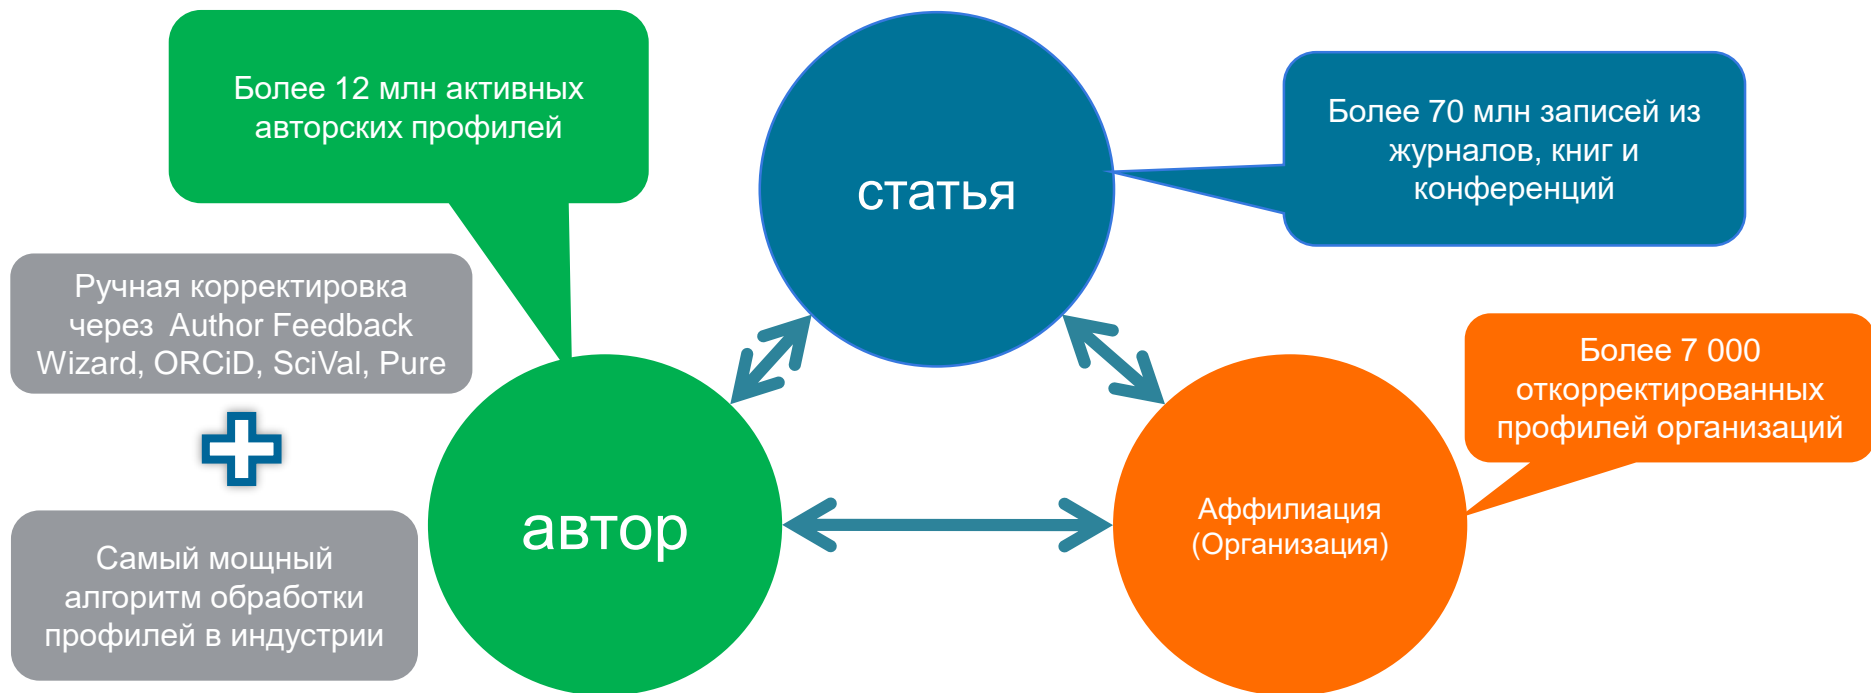 Более 12 млн активных
авторских профилей
статья
Более 70 млн записей из
журналов, книг и
конференций
Ручная корректировка
через Author Feedback
Wizard, ORCiD, SciVal, Pure
Самый мощный
алгоритм обработки
профилей в индустрии
автор
Аффилиация
(Организация)
Более 7 000
откорректированных
профилей организаций